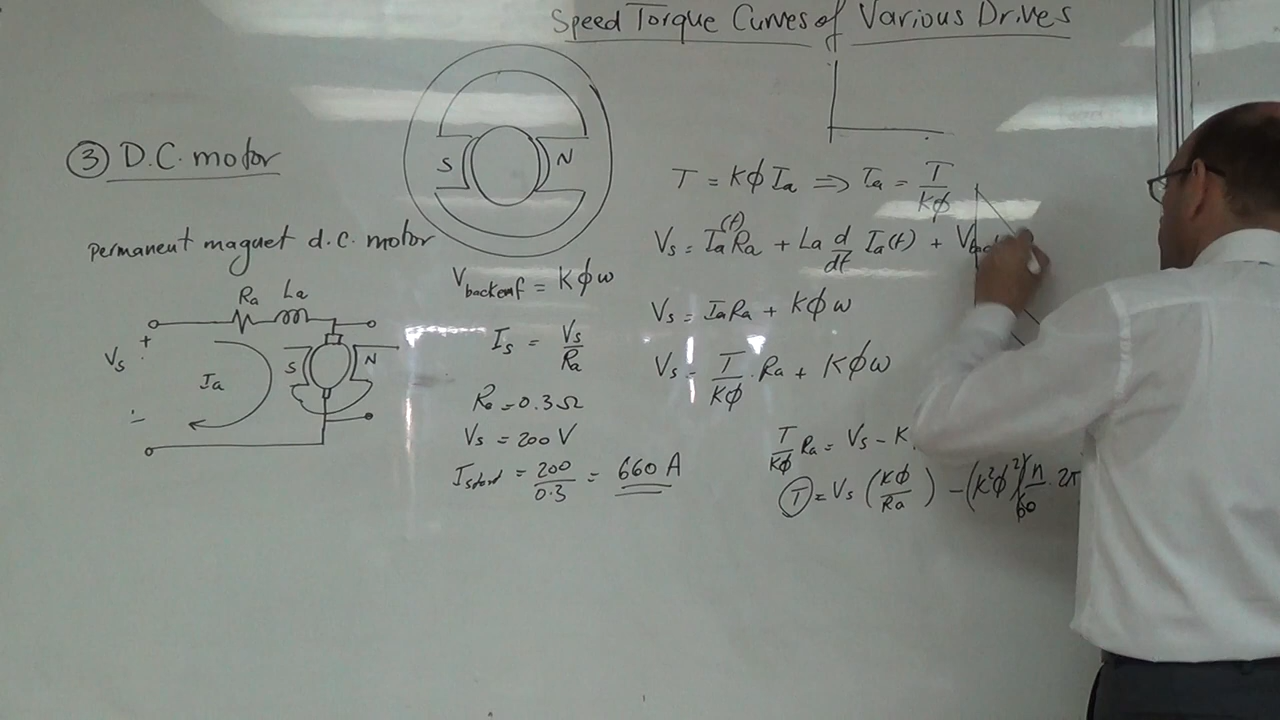 Speed Torque Curves of Various Drives
③ D.C. motor
S N
permanent magnet d.c. motor
Ra La
+
Vs
Ia
S N
-
Vbackemf = Kϕω
Is = Vs/Ra
Ra = 0.3Ω
Vs = 200 V
Istart = 200/0.3 = 660 A
T = KϕIa ⇒ Ia = T/Kϕ
Vs = Ia(t)Ra + La d/dt Ia(t) +
Vs = IaRa + Kϕω
Vs = T/Kϕ . Ra + Kϕω
T/Kϕ Ra = Vs - K
T = Vs (Kϕ/Ra) - (K²ϕ²)(n/60 . 2π